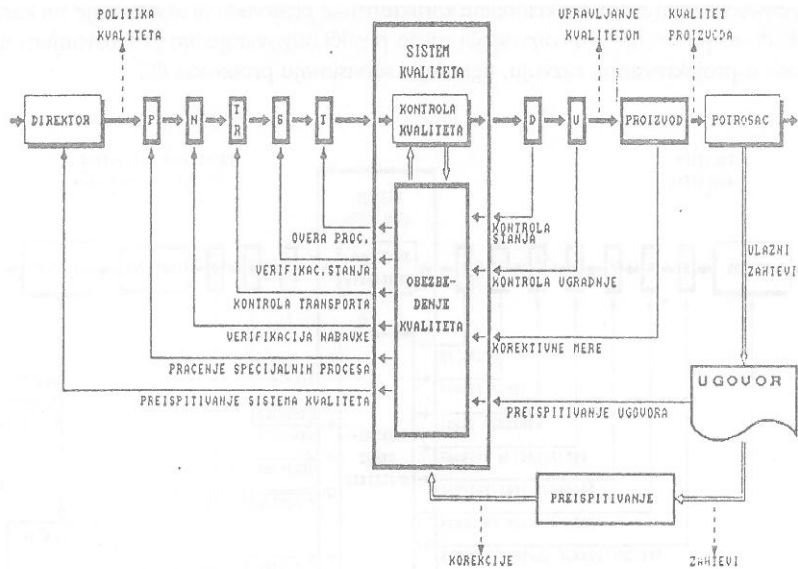 POLITIKA
KVALITETA
UPRAVLJANJE
KVALITETOM
KVALITET
PROIZVODA
SISTEM
KVALITETA
DIREKTOR
P
N
T
R
S
T
KONTROLA
KVALITETA
D
U
PROIZVOD
POTROSAC
OVERA PROC.
KONTROLA
STANJA
VERIFIKAC.STANJA
OBEZBE-
ĐENJE
KVALITETA
KONTROLA UGRADNJE
ULAZNI
ZAHTEVI
KONTROLA TRANSPORTA
VERIFIKACIJA NABAVKE
KOREKTIVNE MERE
PRACENJE SPECIJALNIH PROCESA
UGOVOR
PREISPITIVANJE SISTEMA KVALITETA
PREISPITIVANJE UGOVORA
PREISPITIVANJE
KOREKCIJE
ZAHTEVI